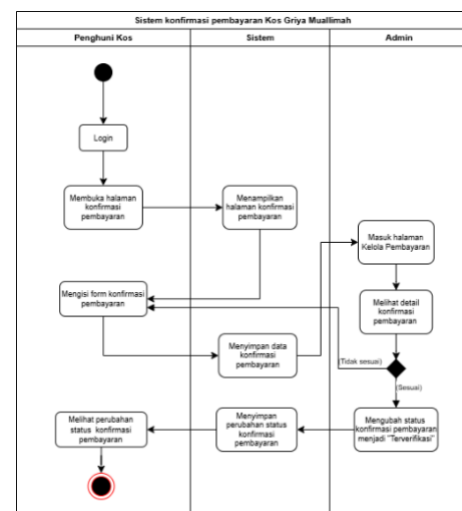 Sistem konfirmasi pembayaran Kos Griya Muallimah
Penghuni Kos
Sistem
Admin
Login
Membuka halaman
konfirmasi
pembayaran
Menampilkan
halaman konfirmasi
pembayaran
Masuk halaman
Kelola Pembayaran
Mengisi form konfirmasi
pembayaran
Melihat detail
konfirmasi
pembayaran
Menyimpan data
konfirmasi
pembayaran
(Tidak sesuai)
(Sesuai)
Melihat perubahan
status konfirmasi
pembayaran
Menyimpan
perubahan status
konfirmasi
pembayaran
Mengubah status
konfirmasi pembayaran
menjadi "Terverifikasi"